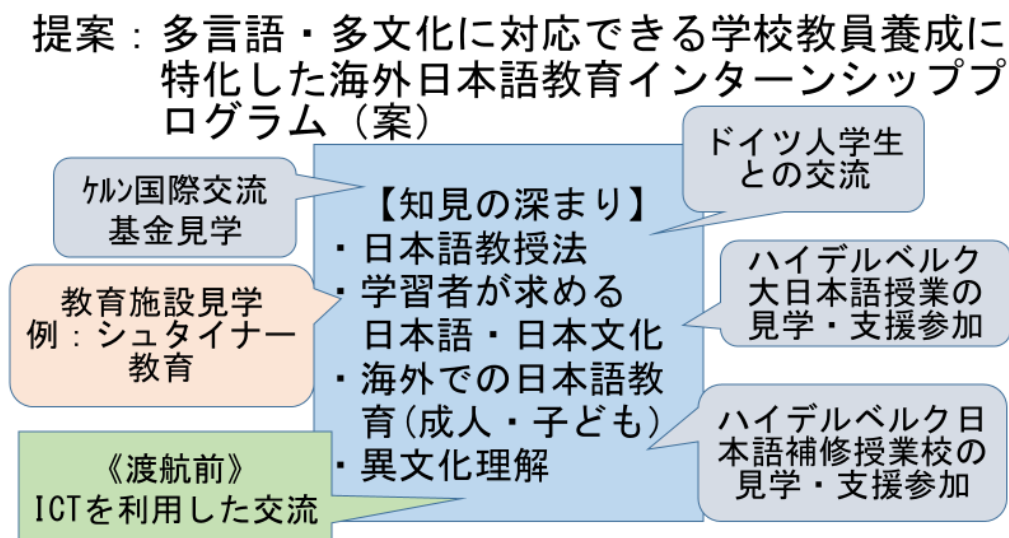 提案：多言語・多文化に対応できる学校教員養成に
特化した海外日本語教育インターンシッププ
ログラム（案）
ｹﾙﾝ国際交流
基金見学
教育施設見学
例：シュタイナー
教育
《渡航前》
ICTを利用した交流
【知見の深まり】
・日本語教授法
・学習者が求める
日本語・日本文化
・海外での日本語教
育(成人・子ども)
・異文化理解
ドイツ人学生
との交流
ハイデルベルク
大日本語授業の
見学・支援参加
ハイデルベルク日
本語補修授業校の
見学・支援参加